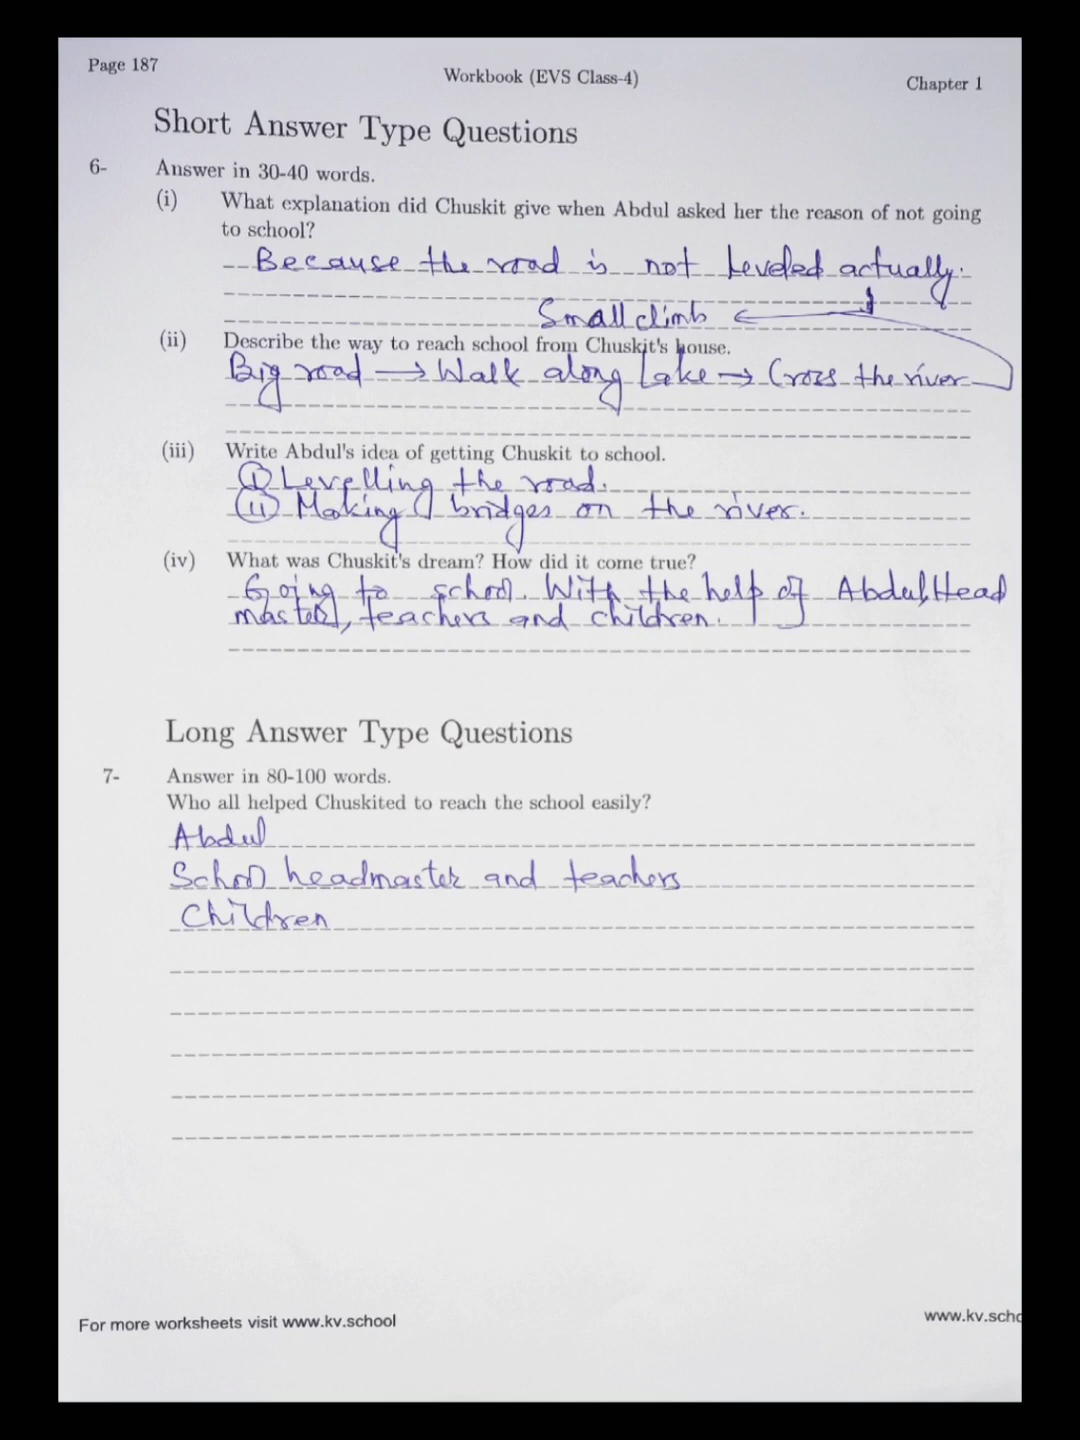 Page 187
Workbook (EVS Class-4)
Chapter 1
Short Answer Type Questions
6- Answer in 30-40 words.
(i) What explanation did Chuskit give when Abdul asked her the reason of not going
to school?
Because the road is not leveled actually.
Small climb ←
(ii) Describe the way to reach school from Chuskit's house.
Big road → Walk along Lake → Cross the river
(iii) Write Abdul's idea of getting Chuskit to school.
(i) Levelling the road.
(ii) Making bridges on the river.
(iv) What was Chuskit's dream? How did it come true?
Going to school. With the help of Abdul, Head
master, teachers and children.
Long Answer Type Questions
7- Answer in 80-100 words.
Who all helped Chuskited to reach the school easily?
Abdul
School headmaster and teachers
Children
For more worksheets visit www.kv.school
www.kv.scho